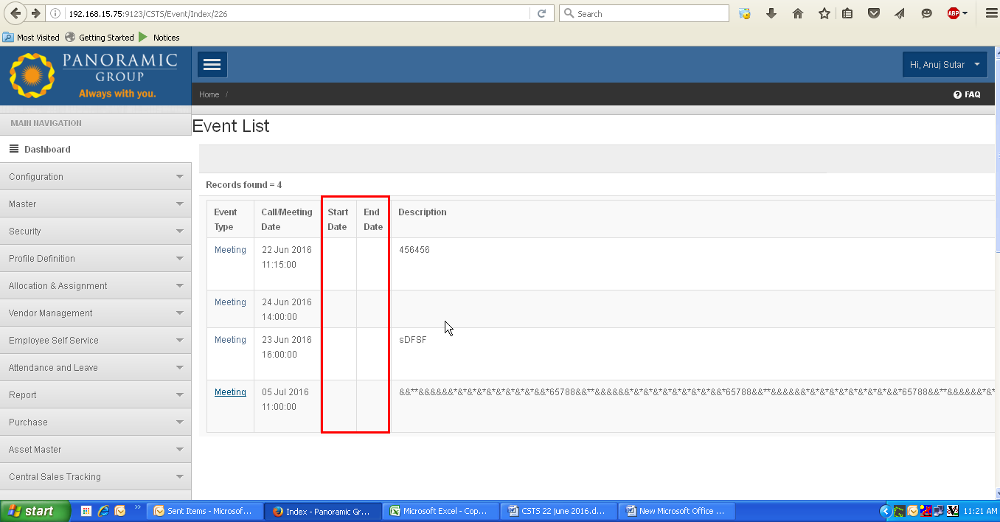 192.168.15.75:9123/CSTS/Event/Index/226
Search
ABP
Most Visited
Getting Started
Notices
PANORAMIC
GROUP
Always with you.
Hi, Anuj Sutar
Home /
FAQ
MAIN NAVIGATION
Dashboard
Configuration
Master
Security
Profile Definition
Allocation & Assignment
Vendor Management
Employee Self Service
Attendance and Leave
Report
Purchase
Asset Master
Central Sales Tracking
Event List
Records found = 4
Event Type
Call/Meeting Date
Start Date
End Date
Description
Meeting
22 Jun 2016
11:15:00
456456
Meeting
24 Jun 2016
14:00:00
Meeting
23 Jun 2016
16:00:00
sDFSF
Meeting
05 Jul 2016
11:00:00
&&**&&&&&&*&*&*&*&*&*&*&*&*&&*65788&&**&&&&&&*&*&*&*&*&*&*&*&*&&*65788&&**&&&&&&*&*&*&*&*&*&*&*&*&&*65788&&**&&&&&&*&*
start
Sent Items - Microsof...
Index - Panoramic Gr...
Microsoft Excel - Cop...
CSTS 22 june 2016.d...
New Microsoft Office ...
11:21 AM